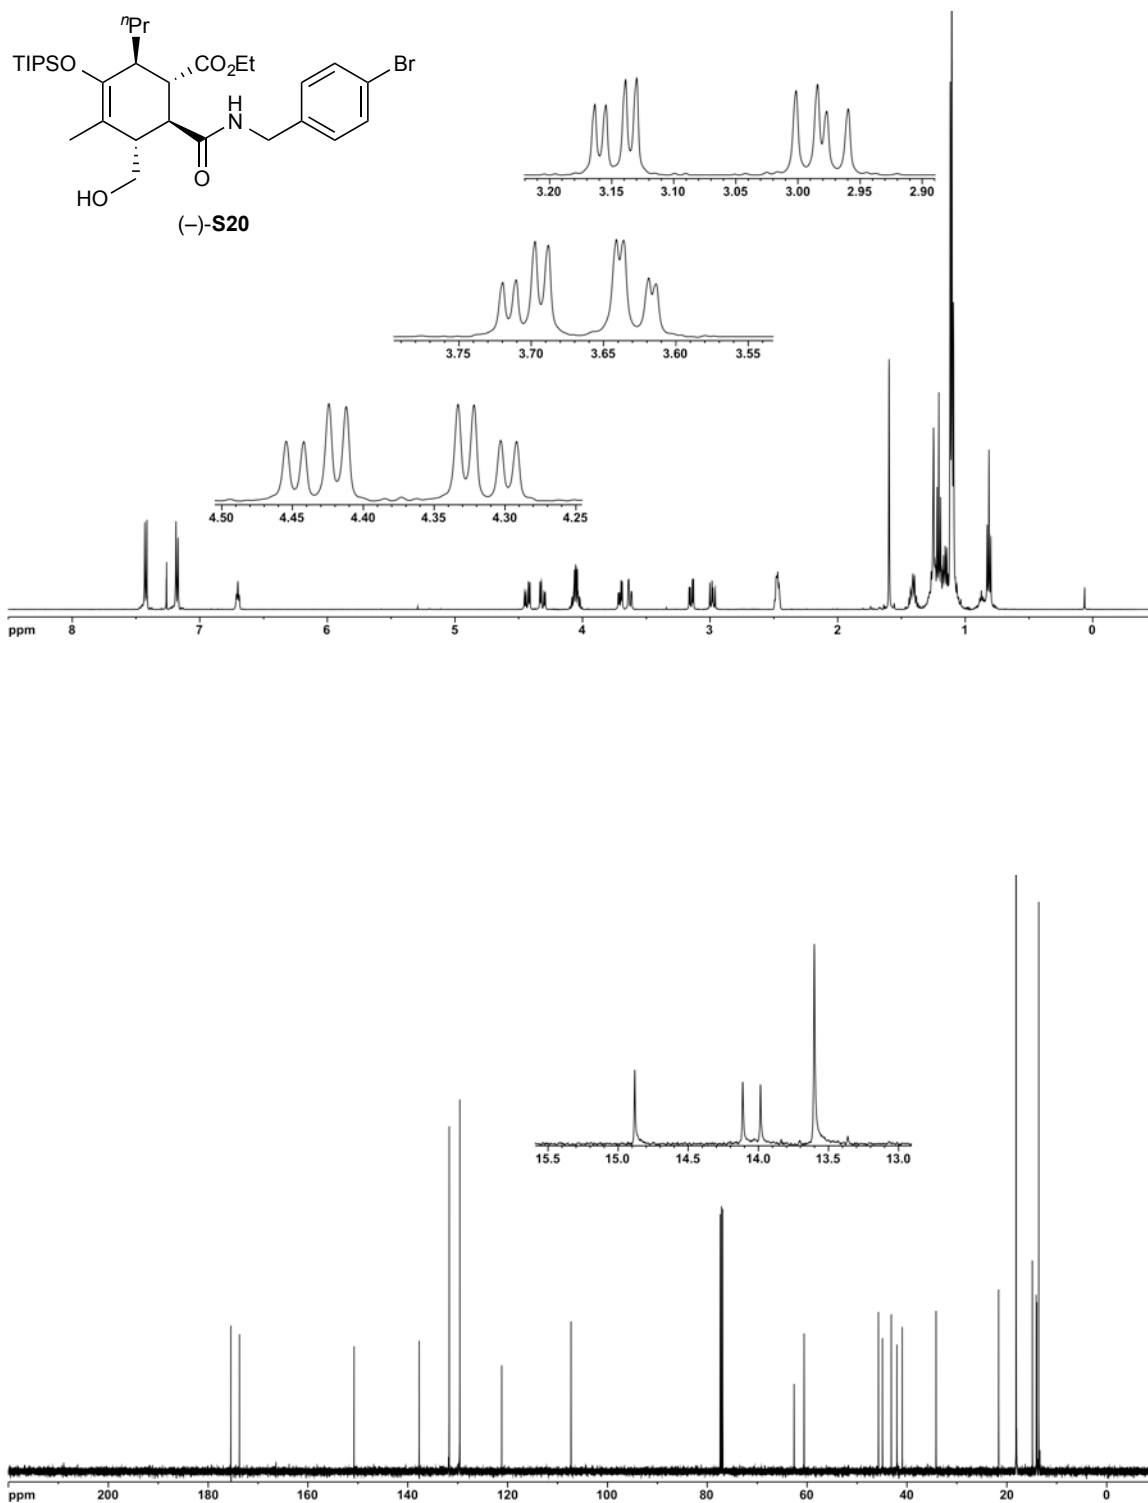 nPr
TIPSO
CO2Et
Br
H
N
O
HO
(–)-S20
3.20 3.15 3.10 3.05 3.00 2.95 2.90
3.75 3.70 3.65 3.60 3.55
4.50 4.45 4.40 4.35 4.30 4.25
ppm 8 7 6 5 4 3 2 1 0
15.5 15.0 14.5 14.0 13.5 13.0
ppm 200 180 160 140 120 100 80 60 40 20 0